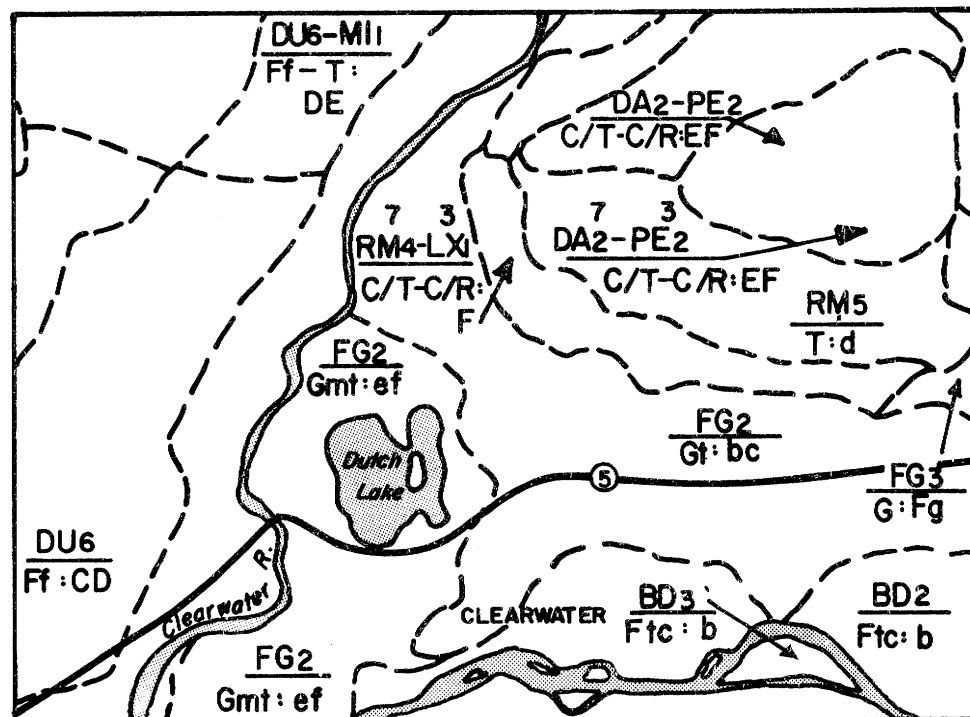 DU6-MI1
Ff-T:
DE
DA2-PE2
C/T-C/R:EF
7 3
RM4-LX1
C/T-C/R:
F
7 3
DA2-PE2
C/T-C/R:EF
RM5
T:d
FG2
Gmt:ef
Dutch
Lake
FG2
Gt:bc
5
FG3
G:Fg
DU6
Ff:CD
Clearwater R.
CLEARWATER
BD3
Ftc:b
BD2
Ftc:b
FG2
Gmt:ef